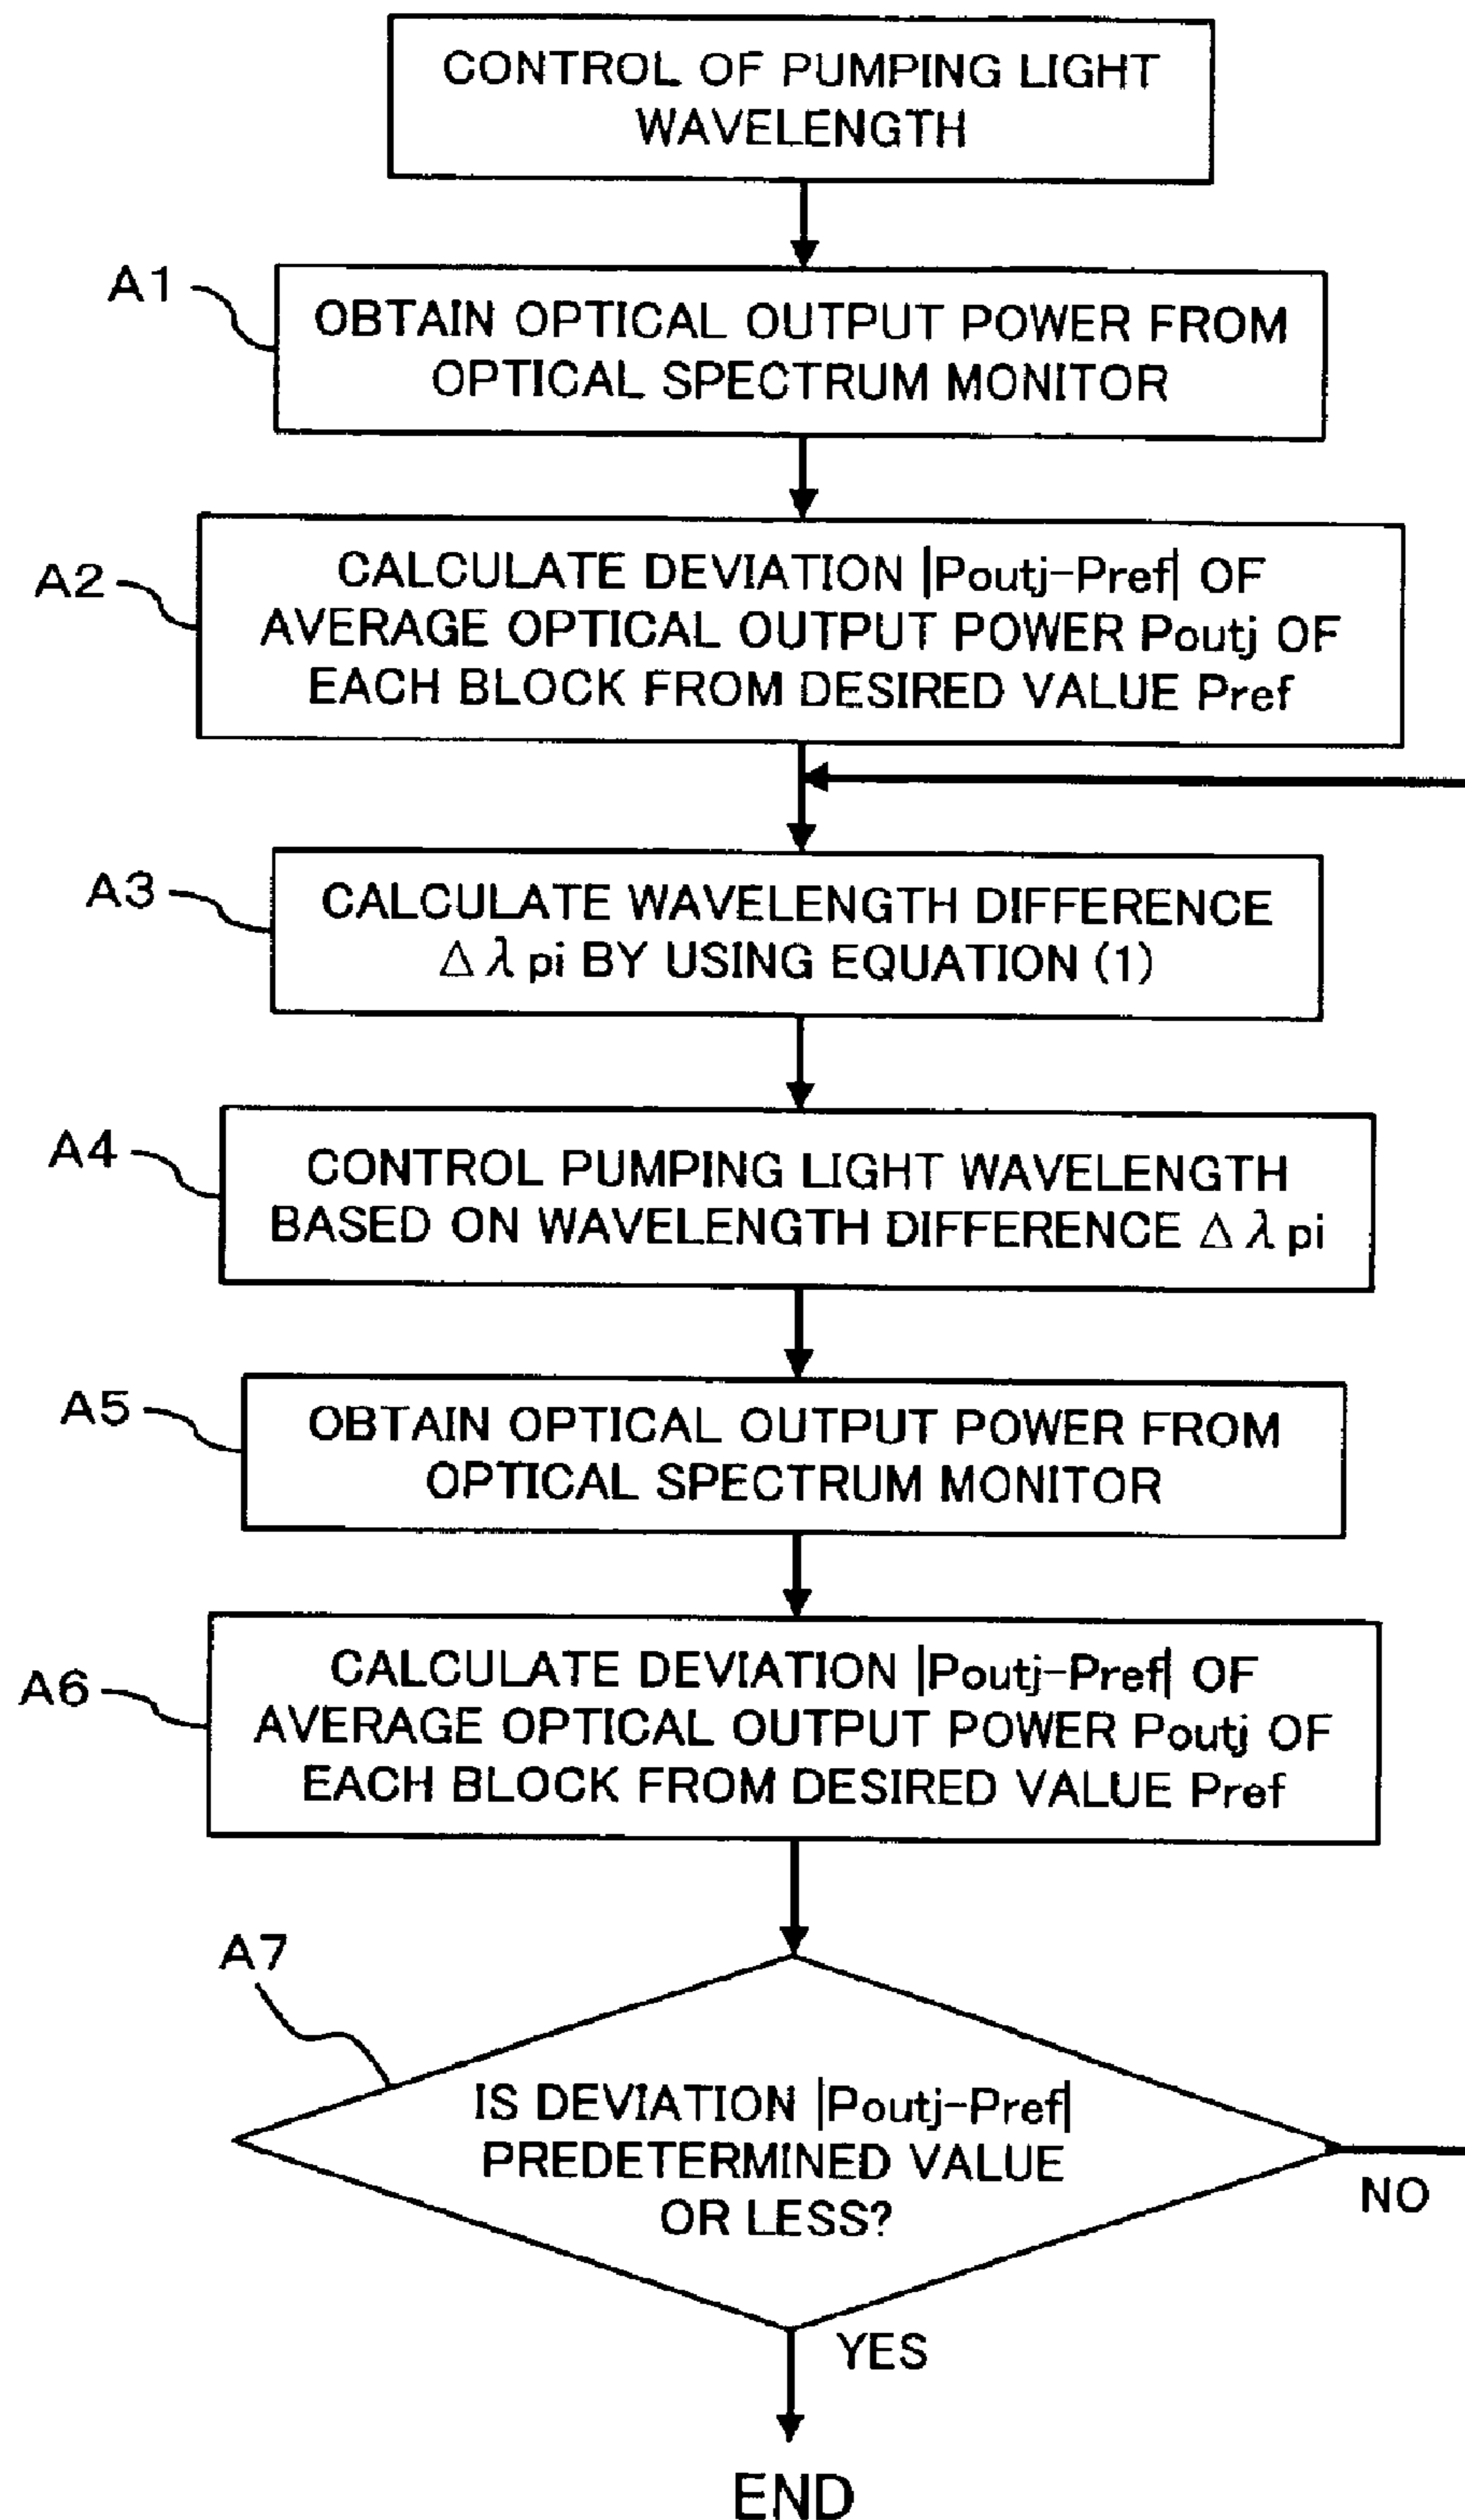 CONTROL OF PUMPING LIGHT
WAVELENGTH
A1
OBTAIN OPTICAL OUTPUT POWER FROM
OPTICAL SPECTRUM MONITOR
A2
CALCULATE DEVIATION |Poutj-Pref| OF
AVERAGE OPTICAL OUTPUT POWER Poutj OF
EACH BLOCK FROM DESIRED VALUE Pref
A3
CALCULATE WAVELENGTH DIFFERENCE
Δ λ pi BY USING EQUATION (1)
A4
CONTROL PUMPING LIGHT WAVELENGTH
BASED ON WAVELENGTH DIFFERENCE Δ λ pi
A5
OBTAIN OPTICAL OUTPUT POWER FROM
OPTICAL SPECTRUM MONITOR
A6
CALCULATE DEVIATION |Poutj-Pref| OF
AVERAGE OPTICAL OUTPUT POWER Poutj OF
EACH BLOCK FROM DESIRED VALUE Pref
A7
IS DEVIATION |Poutj-Pref|
PREDETERMINED VALUE
OR LESS?
NO
YES
END